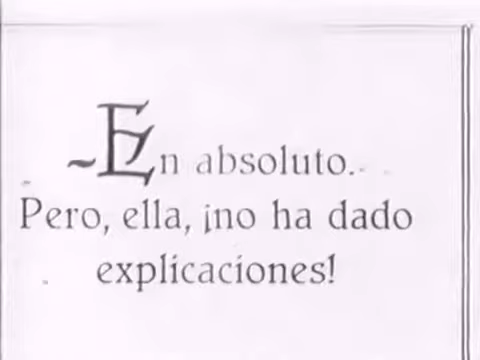 ~En absoluto.
Pero, ella, ¡no ha dado
explicaciones!